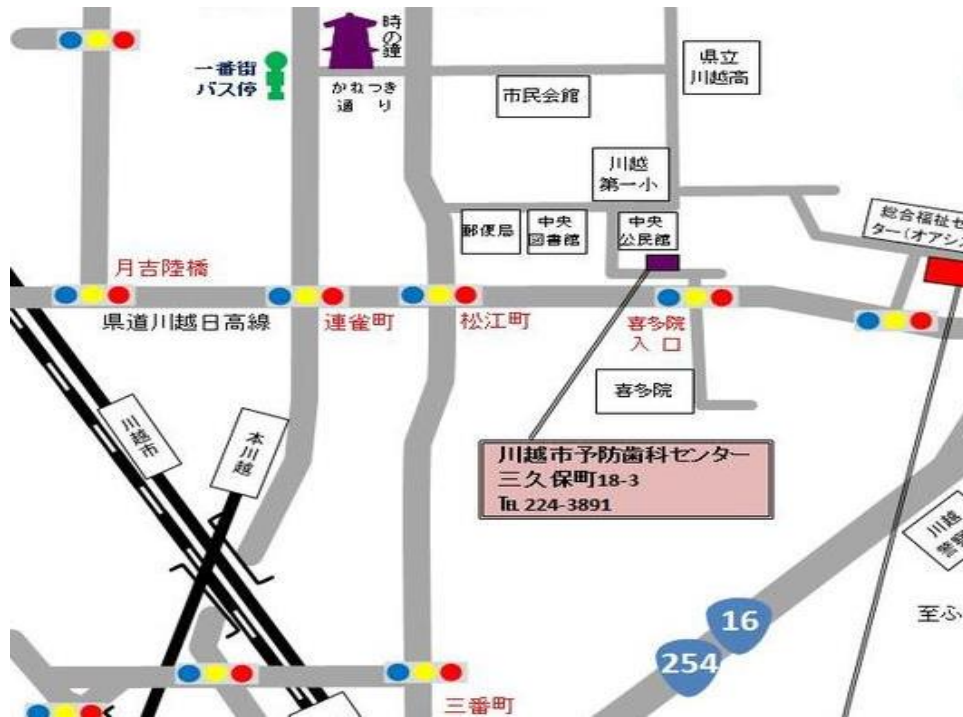 時の鐘
一番街
バス停
かねつき
通り
県立
川越高
市民会館
川越
第一小
郵便局
中央
図書館
中央
公民館
総合福祉セ
ター(オアシ
月吉陸橋
県道川越日高線
連雀町
松江町
喜多院
入口
喜多院
川越市
本川越
川越市予防歯科センター
三久保町18-3
℡ 224-3891
川越
警察
至ふ
16
254
三番町